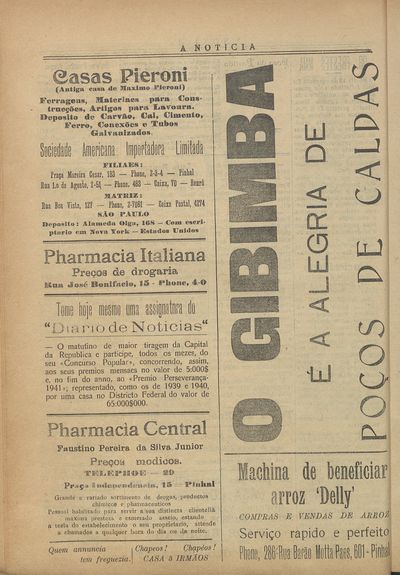 A NOTÍCIA
Casas Pieroni
(Antiga casa de Maximo Pieroni)
Ferragens, Materiaes para Cons-
trucções, Artigos para Lavoura.
Deposito de Carvão, Cal, Cimento,
Ferro, Conexões e Tubos
Galvanizados.
Sociedade Americana Importadora Limitada
FILIAES:
Praça Moreira Cesar, 183 — Phone, 2-3-4 — Pinhal
Rua 1.o de Agosto, 2-51 — Phone, 463 — Caixa, 70 — Baurú
MATRIZ:
Rua Boa Vista, 127 — Phone, 2-7061 — Caixa Postal, 4274
SÃO PAULO
Deposito: Alameda Olga, 168 — Com escri-
ptorio em Nova York — Estados Unidos
Pharmacia Italiana
Preços de drogaria
Rua José Bonifacio, 15 - Phone, 4-0
Tome hoje mesmo uma assignatura do
"Diario de Noticias"
— O matutino de maior tiragem da Capital
da Republica e participe, todos os mezes, do
seu «Concurso Popular», concorrendo, assim,
aos seus premios mensaes no valor de 5:000$
e, no fim do anno, ao «Premio Perseverança-
1941»; representado, como os de 1939 e 1940,
por uma casa no Districto Federal do valor de
65:000$000.
Pharmacia Central
Faustino Pereira da Silva Junior
Preços modicos.
TELEPHOE — 29
Praça Independencia, 15 — Pinhal
Grande e variado sortimento de drogas, productos
chimicos e pharmaceuticos
Pessoal habilitado para servir a sua distincta clientella
maxima presteza e esmerado asseio, estando
a testa do estabelecimento o seu proprietario, attende
a chamados a qualquer hora do dia ou da noite.
Quem annuncia
tem freguezia.
Chapeos! Chapéos!
CASA 3 IRMÃOS
O GIBIMBA
É A ALEGRIA DE
POÇOS DE CALDAS
Machina de beneficiar
arroz 'Delly'
COMPRAS E VENDAS DE ARROZ
Serviço rapido e perfeito
Phone, 286-Rua Barão Motta Paes, 601-Pinhal